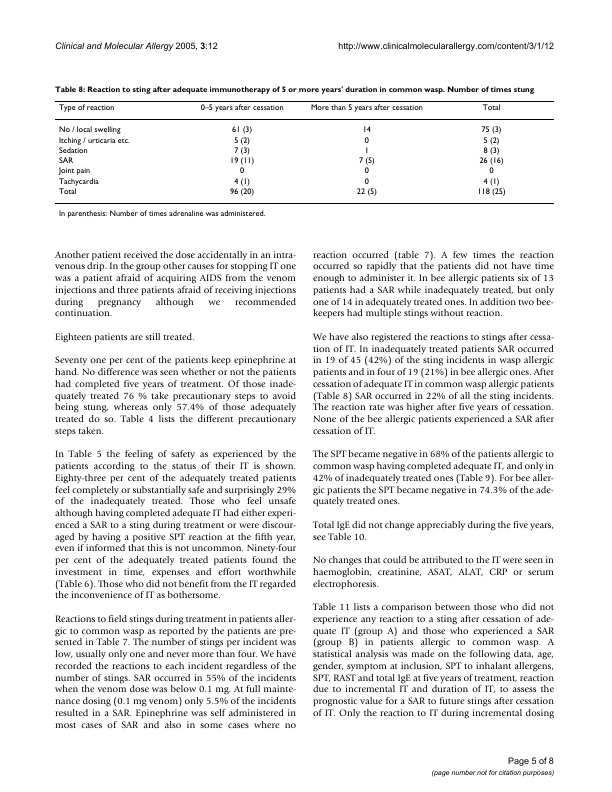 Clinical and Molecular Allergy 2005, 3:12
http://www.clinicalmolecularallergy.com/content/3/1/12
Table 8: Reaction to sting after adequate immunotherapy of 5 or more years' duration in common wasp. Number of times stung
Type of reaction 0–5 years after cessation More than 5 years after cessation Total
No / local swelling 61 (3) 14 75 (3)
Itching / urticaria etc. 5 (2) 0 5 (2)
Sedation 7 (3) 1 8 (3)
SAR 19 (11) 7 (5) 26 (16)
Joint pain 0 0 0
Tachycardia 4 (1) 0 4 (1)
Total 96 (20) 22 (5) 118 (25)
In parenthesis: Number of times adrenaline was administered.
Another patient received the dose accidentally in an intra-
venous drip. In the group other causes for stopping IT one
was a patient afraid of acquiring AIDS from the venom
injections and three patients afraid of receiving injections
during pregnancy although we recommended
continuation.
Eighteen patients are still treated.
Seventy one per cent of the patients keep epinephrine at
hand. No difference was seen whether or not the patients
had completed five years of treatment. Of those inade-
quately treated 76 % take precautionary steps to avoid
being stung, whereas only 57.4% of those adequately
treated do so. Table 4 lists the different precautionary
steps taken.
In Table 5 the feeling of safety as experienced by the
patients according to the status of their IT is shown.
Eighty-three per cent of the adequately treated patients
feel completely or substantially safe and surprisingly 29%
of the inadequately treated. Those who feel unsafe
although having completed adequate IT had either experi-
enced a SAR to a sting during treatment or were discour-
aged by having a positive SPT reaction at the fifth year,
even if informed that this is not uncommon. Ninety-four
per cent of the adequately treated patients found the
investment in time, expenses and effort worthwhile
(Table 6). Those who did not benefit from the IT regarded
the inconvenience of IT as bothersome.
Reactions to field stings during treatment in patients aller-
gic to common wasp as reported by the patients are pre-
sented in Table 7. The number of stings per incident was
low, usually only one and never more than four. We have
recorded the reactions to each incident regardless of the
number of stings. SAR occurred in 55% of the incidents
when the venom dose was below 0.1 mg. At full mainte-
nance dosing (0.1 mg venom) only 5.5% of the incidents
resulted in a SAR. Epinephrine was self administered in
most cases of SAR and also in some cases where no
reaction occurred (table 7). A few times the reaction
occurred so rapidly that the patients did not have time
enough to administer it. In bee allergic patients six of 13
patients had a SAR while inadequately treated, but only
one of 14 in adequately treated ones. In addition two bee-
keepers had multiple stings without reaction.
We have also registered the reactions to stings after cessa-
tion of IT. In inadequately treated patients SAR occurred
in 19 of 45 (42%) of the sting incidents in wasp allergic
patients and in four of 19 (21%) in bee allergic ones. After
cessation of adequate IT in common wasp allergic patients
(Table 8) SAR occurred in 22% of all the sting incidents.
The reaction rate was higher after five years of cessation.
None of the bee allergic patients experienced a SAR after
cessation of IT.
The SPT became negative in 68% of the patients allergic to
common wasp having completed adequate IT, and only in
42% of inadequately treated ones (Table 9). For bee aller-
gic patients the SPT became negative in 74.3% of the ade-
quately treated ones.
Total IgE did not change appreciably during the five years,
see Table 10.
No changes that could be attributed to the IT were seen in
haemoglobin, creatinine, ASAT, ALAT, CRP or serum
electrophoresis.
Table 11 lists a comparison between those who did not
experience any reaction to a sting after cessation of ade-
quate IT (group A) and those who experienced a SAR
(group B) in patients allergic to common wasp. A
statistical analysis was made on the following data, age,
gender, symptom at inclusion, SPT to inhalant allergens,
SPT, RAST and total IgE at five years of treatment, reaction
due to incremental IT and duration of IT, to assess the
prognostic value for a SAR to future stings after cessation
of IT. Only the reaction to IT during incremental dosing
Page 5 of 8
(page number not for citation purposes)